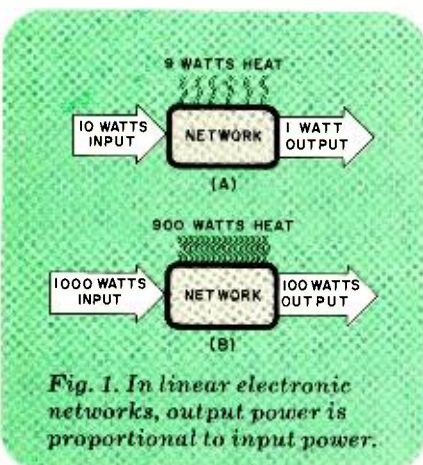 9 WATTS HEAT
10 WATTS
INPUT
NETWORK
1 WATT
OUTPUT
(A)
900 WATTS HEAT
1000 WATTS
INPUT
NETWORK
100 WATTS
OUTPUT
(B)
Fig. 1. In linear electronic
networks, output power is
proportional to input power.